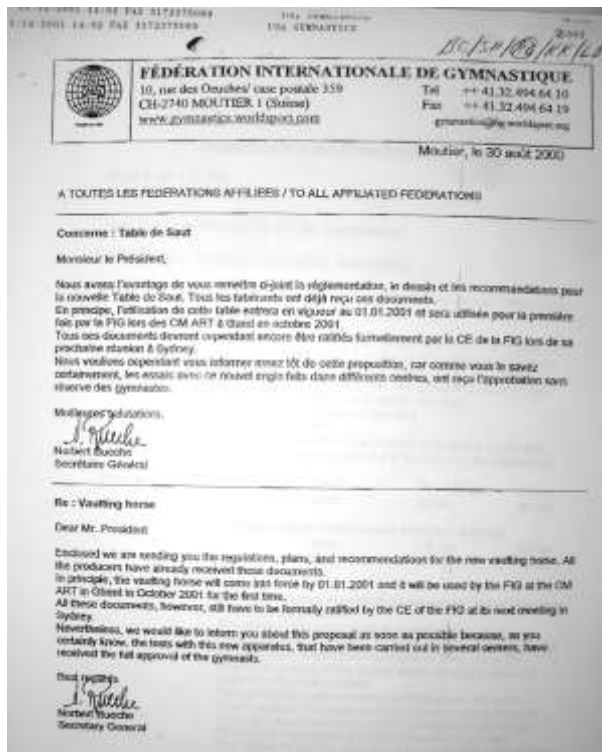 FÉDÉRATION INTERNATIONALE DE GYMNASTIQUE
10, rue des Oeuches/ case postale 359
CH-2740 MOUTIER 1 (Suisse)
www.gymnastics.worldsport.com
Tel ++ 41.32.494 64 10
Fax ++ 41.32.494 64 19
Moutier, le 30 août 2000
A TOUTES LES FEDERATIONS AFFILIEES / TO ALL AFFILIATED FEDERATIONS
Concerne : Table de Saut
Monsieur le Président,
Nous avons l'avantage de vous remettre ci-joint la réglementation, le dessin et les recommandations pour
la nouvelle Table de Saut. Tous les fabricants ont déjà reçu ces documents.
En principe, l'utilisation de cette table entrera en vigueur au 01.01.2001 et sera utilisée pour la première
fois par la FIG lors des CM ART à Gand en octobre 2001
Tous ces documents devront cependant encore être ratifiés formellement par le CE de la FIG lors de sa
prochaine réunion à Sydney.
Nous voulions cependant vous informer assez tôt de cette proposition, car comme vous le savez
certainement, les essais avec ce nouvel engin faits dans différents centres, ont reçu l'approbation sans
réserve des gymnastes.
Meilleures salutations.
Norbert Bueche
Secrétaire Général
Re : Vaulting horse
Dear Mr. President
Enclosed we are sending you the regulations, plans, and recommendations for the new vaulting horse. All
the producers have already received these documents.
In principle, the vaulting horse will come into force by 01.01.2001 and it will be used by the FIG at the CM
ART in Ghent in October 2001 for the first time.
All these documents, however, still have to be formally ratified by the CE of the FIG at its next meeting in
Sydney.
Nevertheless, we would like to inform you about this proposal as soon as possible because, as you
certainly know, the tests with this new apparatus, that have been carried out in several centers, have
received the full approval of the gymnasts.
Best regards
Norbert Bueche
Secretary General